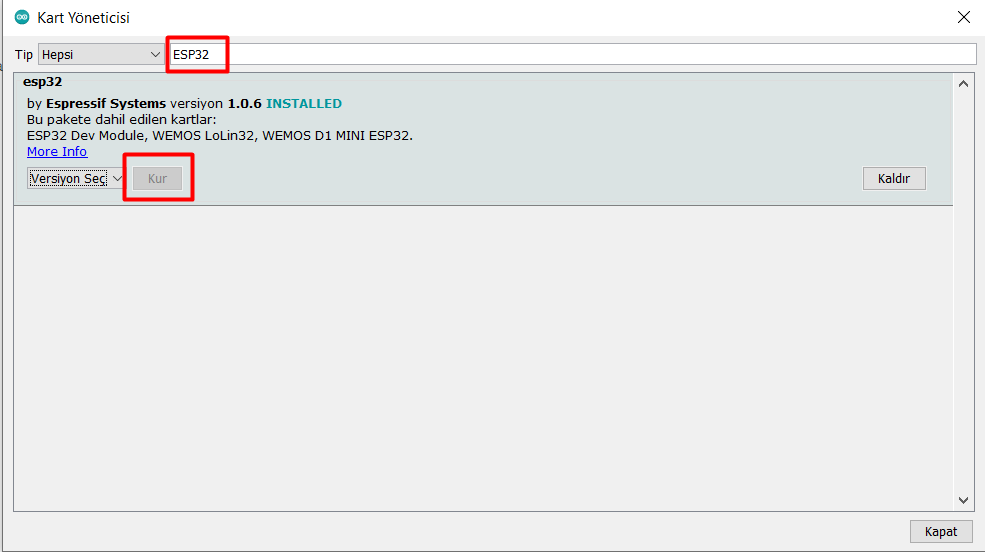 Kart Yöneticisi
Tip Hepsi ESP32
esp32
by Espressif Systems versiyon 1.0.6 INSTALLED
Bu pakete dahil edilen kartlar:
ESP32 Dev Module, WEMOS LoLin32, WEMOS D1 MINI ESP32.
More Info
Versiyon Seç Kur Kaldır
Kapat